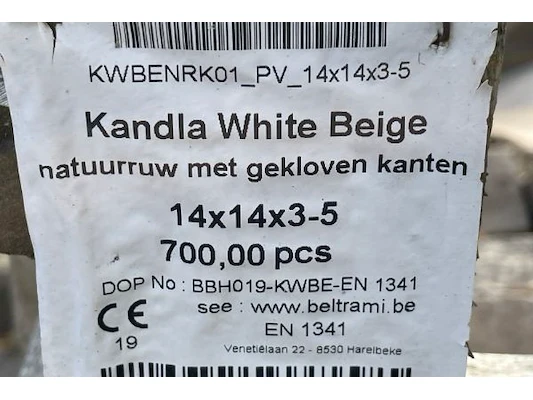 KWBENRK01_PV_14x14x3-5
Kandla White Beige
natuurruw met gekloven kanten
14x14x3-5
700,00 pcs
DOP No : BBH019-KWBE-EN 1341
CE see : www.beltrami.be
19 EN 1341
Venetiëlaan 22 - 8530 Harelbeke